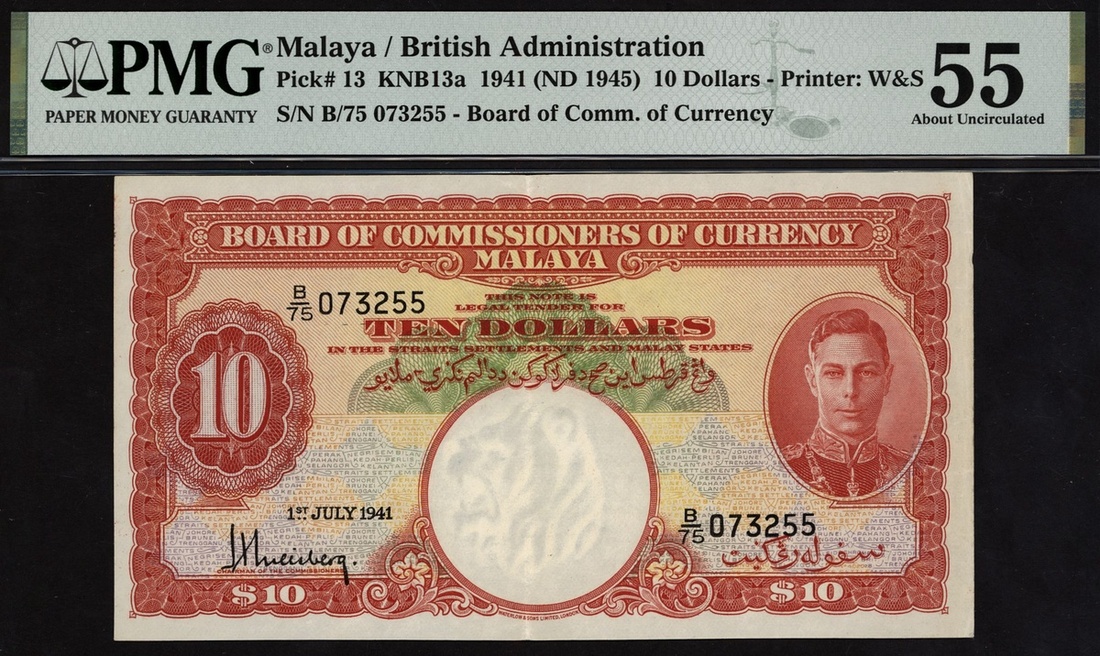 PMG®
PAPER MONEY GUARANTY
Malaya / British Administration
Pick# 13 KNB13a 1941 (ND 1945) 10 Dollars - Printer: W&S
S/N B/75 073255 - Board of Comm. of Currency
55
About Uncirculated
BOARD OF COMMISSIONERS OF CURRENCY
MALAYA
B/75 073255
THIS NOTE IS
LEGAL TENDER FOR
TEN DOLLARS
IN THE STRAITS SETTLEMENTS AND MALAY STATES
10
1ST JULY 1941
B/75 073255
CHAIRMAN OF THE COMMISSIONERS
$10
$10